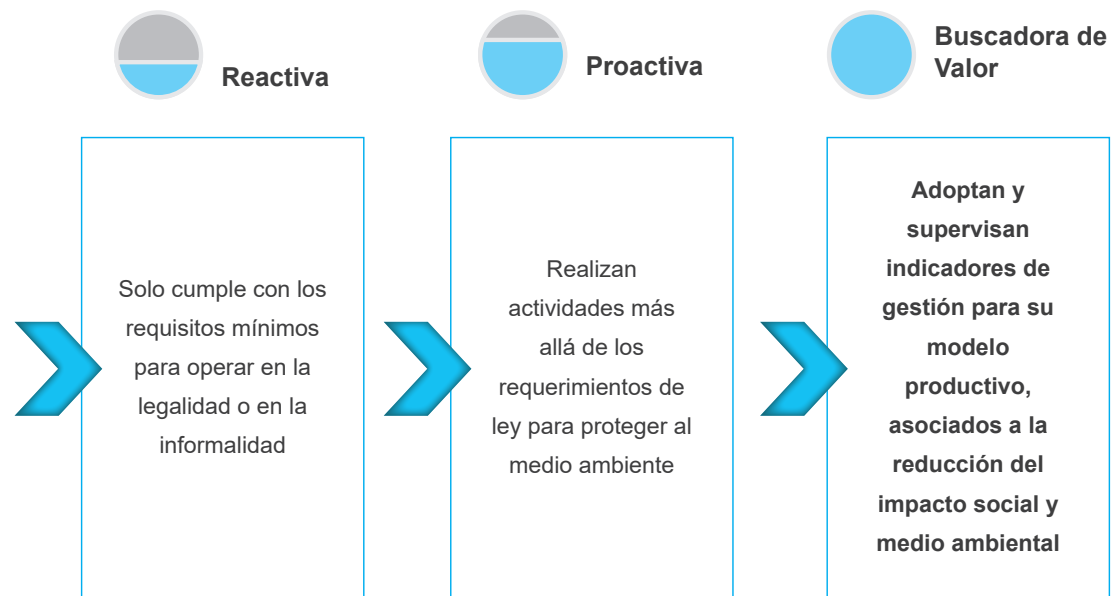 Reactiva
Proactiva
Buscadora de
Valor
Solo cumple con los
requisitos mínimos
para operar en la
legalidad o en la
informalidad
Realizan
actividades más
allá de los
requerimientos de
ley para proteger al
medio ambiente
Adoptan y
supervisan
indicadores de
gestión para su
modelo
productivo,
asociados a la
reducción del
impacto social y
medio ambiental